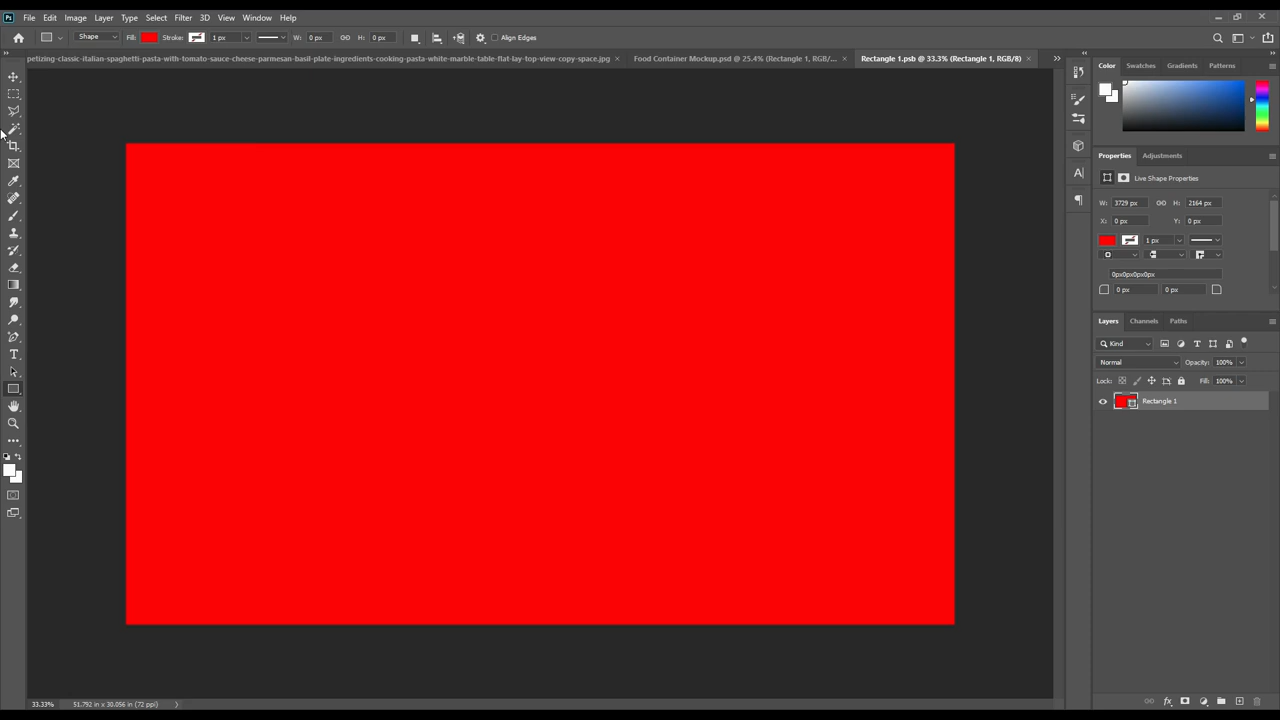 Ps File Edit Image Layer Type Select Filter 3D View Window Help
Shape Fill: Stroke: 1 px W: 0 px H: 0 px Align Edges
petizing-classic-italian-spaghetti-pasta-with-tomato-sauce-cheese-parmesan-basil-plate-ingredients-cooking-pasta-white-marble-table-flat-lay-top-view-copy-space.jpg
Food Container Mockup.psd @ 25.4% (Rectangle 1, RGB/...
Rectangle 1.psb @ 33.3% (Rectangle 1, RGB/8)
Color Swatches Gradients Patterns
Properties Adjustments
Live Shape Properties
W: 3729 px H: 2164 px
X: 0 px Y: 0 px
1 px
0px0px0px0px
0 px 0 px
Layers Channels Paths
Kind
Normal Opacity: 100%
Lock: Fill: 100%
Rectangle 1
33.33% 51.792 in x 30.056 in (72 ppi)